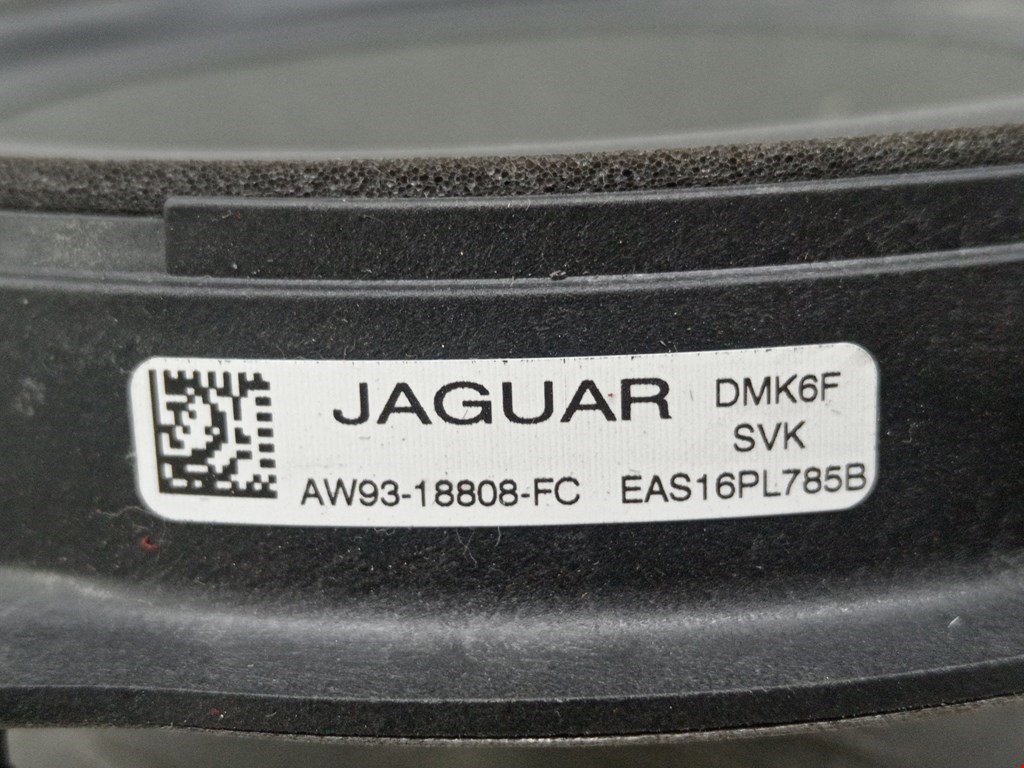 JAGUAR
DMK6F
SVK
AW93-18808-FC EAS16PL785B